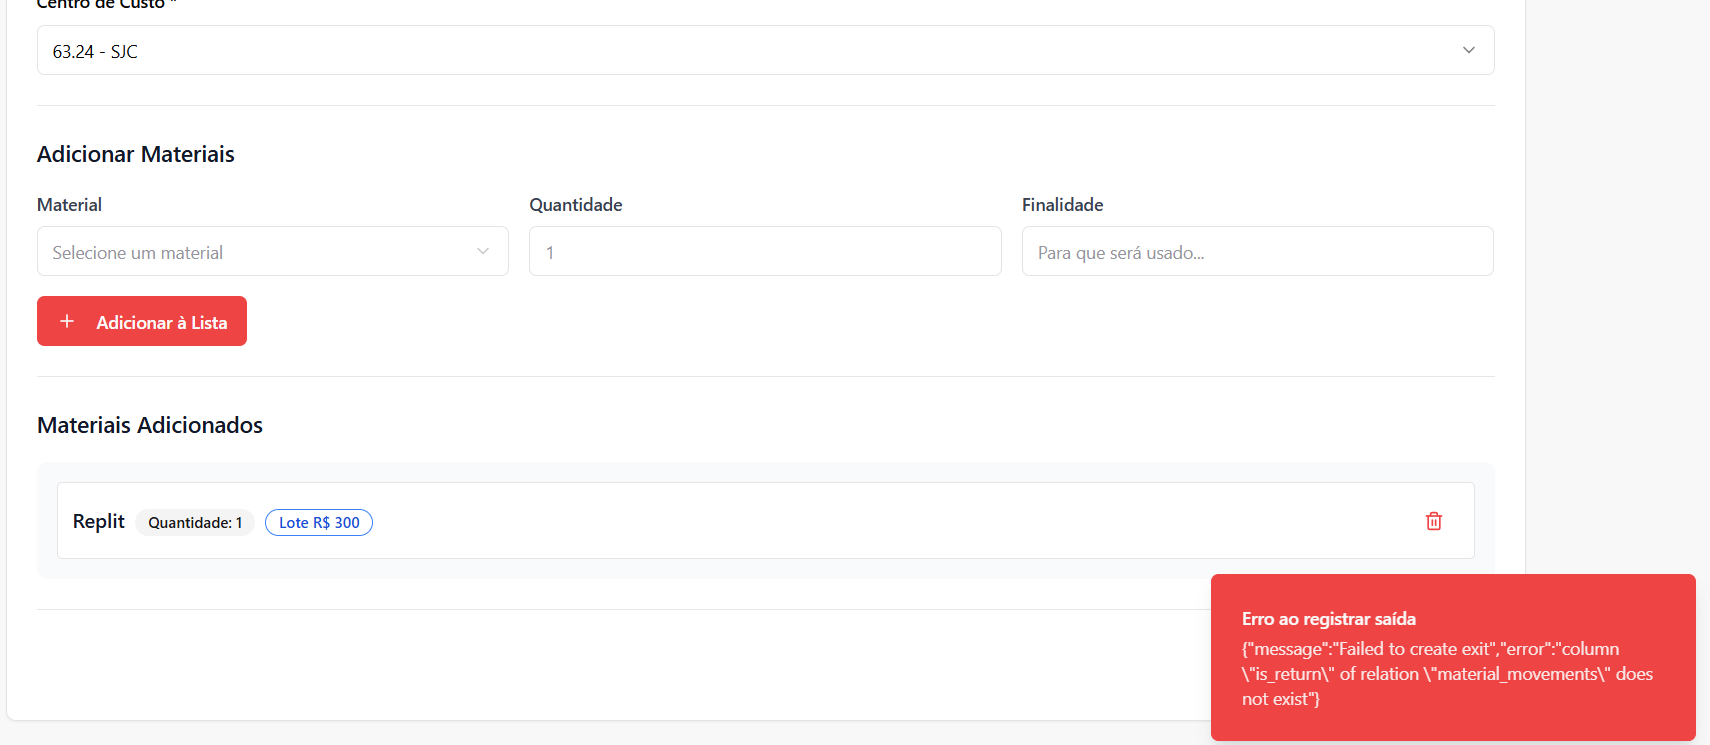 Centro de Custo *
63.24 - SJC
Adicionar Materiais
Material
Quantidade
Finalidade
Selecione um material
1
Para que será usado...
+ Adicionar à Lista
Materiais Adicionados
Replit Quantidade: 1 Lote R$ 300
Erro ao registrar saída
{"message":"Failed to create exit","error":"column
\"is_return\" of relation \"material_movements\" does
not exist"}